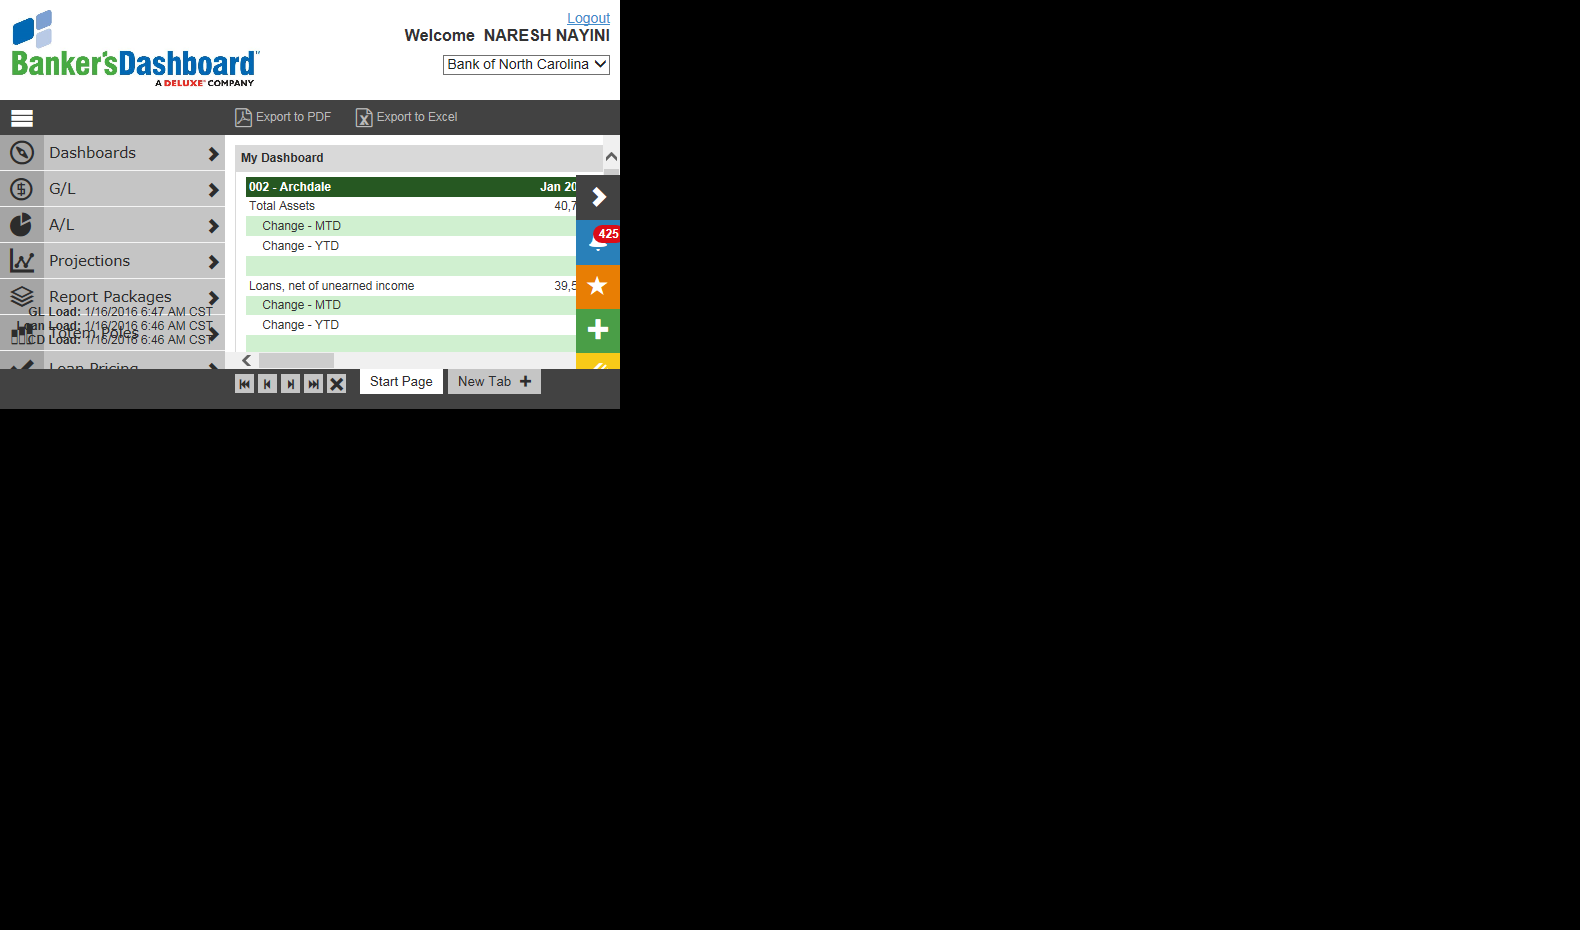 Logout
Welcome NARESH NAYINI
Banker'sDashboard™
A DELUXE COMPANY
Bank of North Carolina
Export to PDF
Export to Excel
Dashboards
G/L
A/L
Projections
Report Packages
GL Load: 1/16/2016 6:47 AM CST
Loan Load: 1/16/2016 6:46 AM CST
Totem Poles
CD Load: 1/16/2016 6:46 AM CST
Loan Pricing
My Dashboard
002 - Archdale Jan 20
Total Assets 40,7
Change - MTD
Change - YTD
Loans, net of unearned income 39,5
Change - MTD
Change - YTD
425
Start Page
New Tab